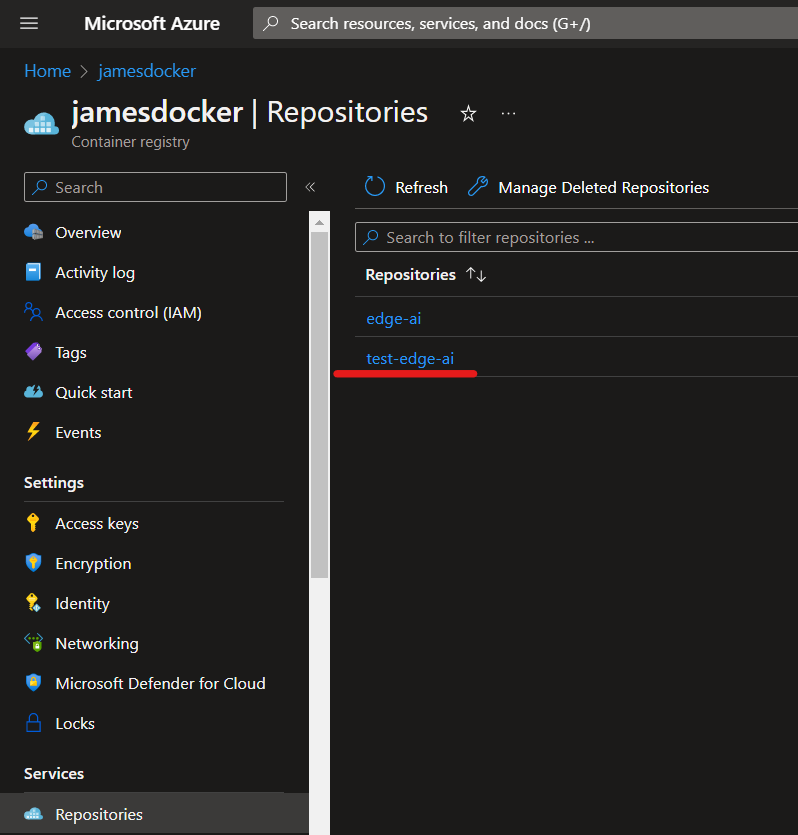 Microsoft Azure
Search resources, services, and docs (G+/)
Home > jamesdocker
jamesdocker | Repositories
Container registry
Search
«
Overview
Activity log
Access control (IAM)
Tags
Quick start
Events
Settings
Access keys
Encryption
Identity
Networking
Microsoft Defender for Cloud
Locks
Services
Repositories
Refresh
Manage Deleted Repositories
Search to filter repositories ...
Repositories ↑↓
edge-ai
test-edge-ai